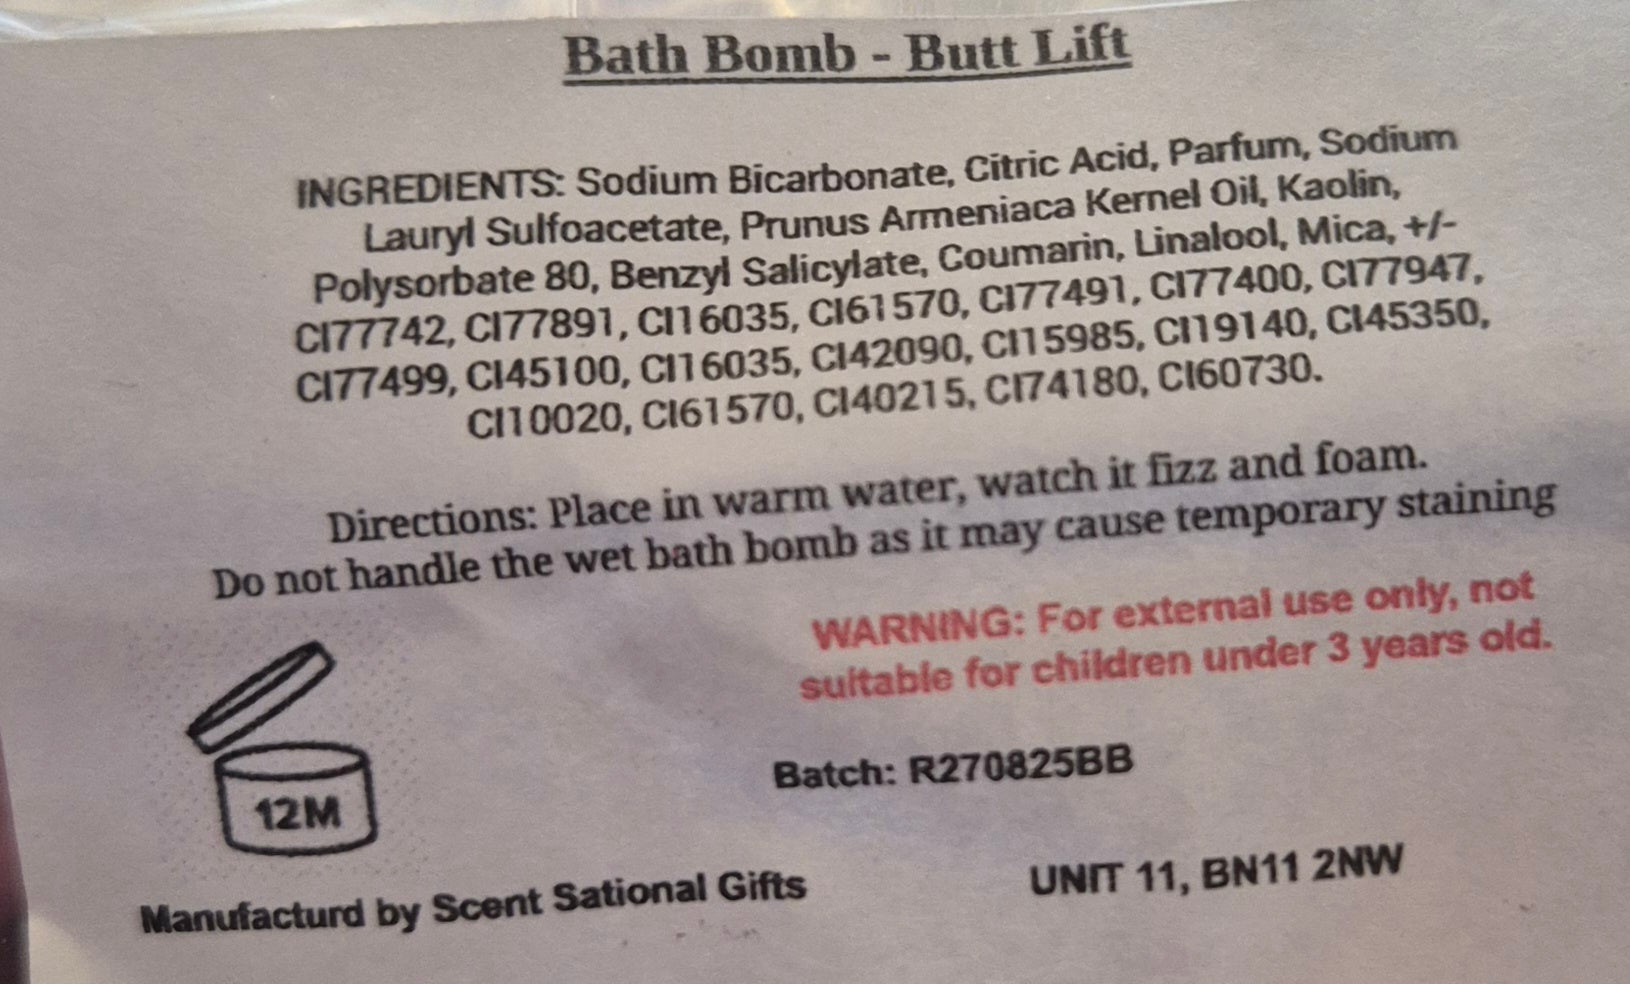 Bath Bomb - Butt Lift
INGREDIENTS: Sodium Bicarbonate, Citric Acid, Parfum, Sodium
Lauryl Sulfoacetate, Prunus Armeniaca Kernel Oil, Kaolin,
Polysorbate 80, Benzyl Salicylate, Coumarin, Linalool, Mica, +/-
CI77742, CI77891, CI16035, CI61570, CI77491, CI77400, CI77947,
CI77499, CI45100, CI16035, CI42090, CI15985, CI19140, CI45350,
CI10020, CI61570, CI40215, CI74180, CI60730.
Directions: Place in warm water, watch it fizz and foam.
Do not handle the wet bath bomb as it may cause temporary staining
WARNING: For external use only, not
suitable for children under 3 years old.
12M
Batch: R270825BB
Manufacturd by Scent Sational Gifts
UNIT 11, BN11 2NW